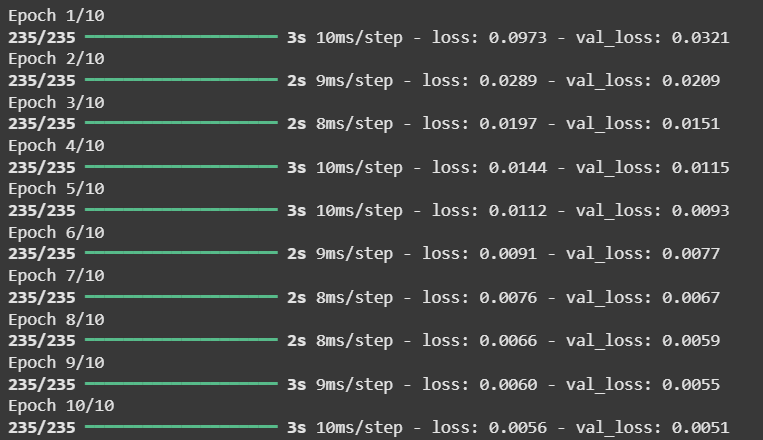 Epoch 1/10
235/235 ━━━━━━━━━━━━━━━━━━━━ 3s 10ms/step - loss: 0.0973 - val_loss: 0.0321
Epoch 2/10
235/235 ━━━━━━━━━━━━━━━━━━━━ 2s 9ms/step - loss: 0.0289 - val_loss: 0.0209
Epoch 3/10
235/235 ━━━━━━━━━━━━━━━━━━━━ 2s 8ms/step - loss: 0.0197 - val_loss: 0.0151
Epoch 4/10
235/235 ━━━━━━━━━━━━━━━━━━━━ 3s 10ms/step - loss: 0.0144 - val_loss: 0.0115
Epoch 5/10
235/235 ━━━━━━━━━━━━━━━━━━━━ 3s 10ms/step - loss: 0.0112 - val_loss: 0.0093
Epoch 6/10
235/235 ━━━━━━━━━━━━━━━━━━━━ 2s 9ms/step - loss: 0.0091 - val_loss: 0.0077
Epoch 7/10
235/235 ━━━━━━━━━━━━━━━━━━━━ 2s 8ms/step - loss: 0.0076 - val_loss: 0.0067
Epoch 8/10
235/235 ━━━━━━━━━━━━━━━━━━━━ 2s 8ms/step - loss: 0.0066 - val_loss: 0.0059
Epoch 9/10
235/235 ━━━━━━━━━━━━━━━━━━━━ 3s 9ms/step - loss: 0.0060 - val_loss: 0.0055
Epoch 10/10
235/235 ━━━━━━━━━━━━━━━━━━━━ 3s 10ms/step - loss: 0.0056 - val_loss: 0.0051